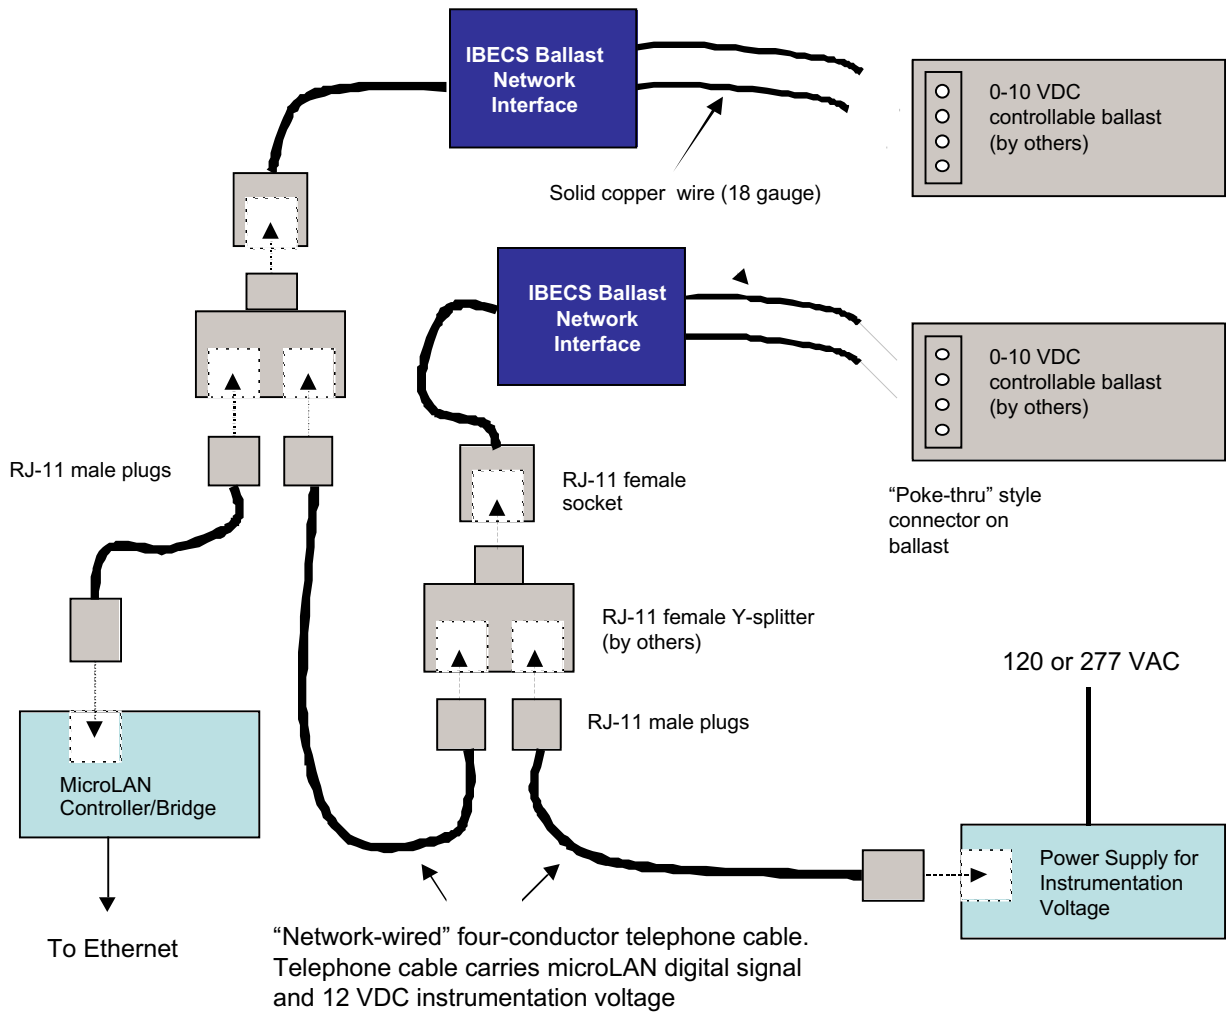 IBECS Ballast
Network
Interface
0-10 VDC
controllable ballast
(by others)
Solid copper wire (18 gauge)
IBECS Ballast
Network
Interface
0-10 VDC
controllable ballast
(by others)
RJ-11 male plugs
RJ-11 female
socket
“Poke-thru” style
connector on
ballast
RJ-11 female Y-splitter
(by others)
120 or 277 VAC
RJ-11 male plugs
MicroLAN
Controller/Bridge
Power Supply for
Instrumentation
Voltage
To Ethernet
“Network-wired” four-conductor telephone cable.
Telephone cable carries microLAN digital signal
and 12 VDC instrumentation voltage